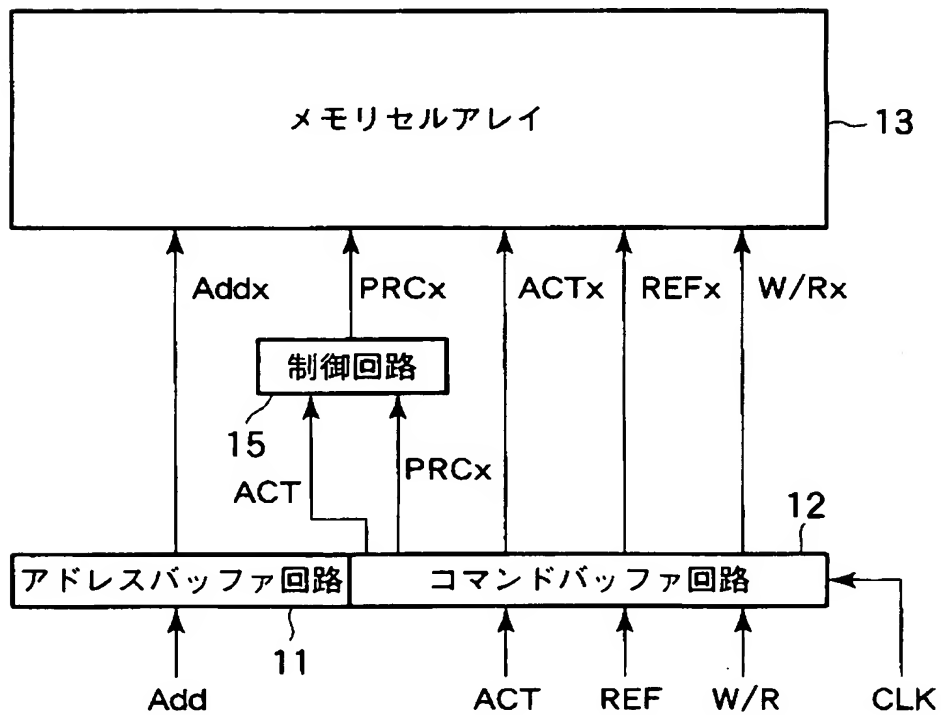 メモリセルアレイ
13
Addx
PRCx
ACTx
REFx
W/Rx
制御回路
15
ACT
PRCx
12
アドレスバッファ回路
コマンドバッファ回路
11
Add
ACT
REF
W/R
CLK